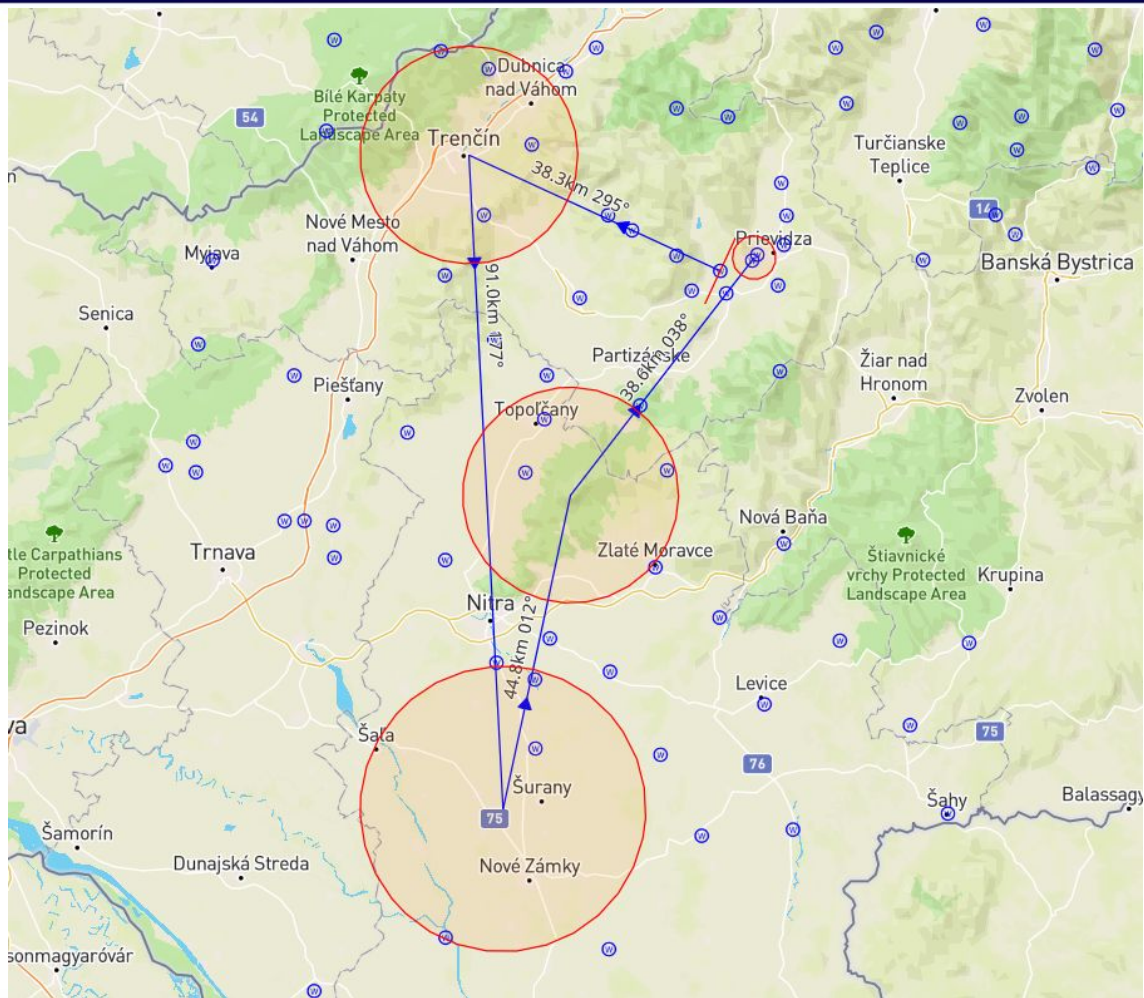 Dubnica
nad Váhom
Bílé Karpaty
Protected
Landscape Area
54
Trenčín
Turčianske
Teplice
38.3km 295°
14
Nové Mesto
nad Váhom
Prievidza
Myjava
Banská Bystrica
91.0km 177°
Senica
Partizánske
38.6km 038°
Žiar nad
Hronom
Piešťany
Zvolen
Topoľčany
Nová Baňa
Trnava
Zlaté Moravce
tle Carpathians
Protected
andscape Area
Štiavnické
vrchy Protected
Landscape Area
Krupina
Nitra
Pezinok
44.8km 012°
Levice
va
Šaľa
75
76
Šurany
75
Šahy
Balassagy
Šamorín
Dunajská Streda
Nové Zámky
sonmagyaróvár